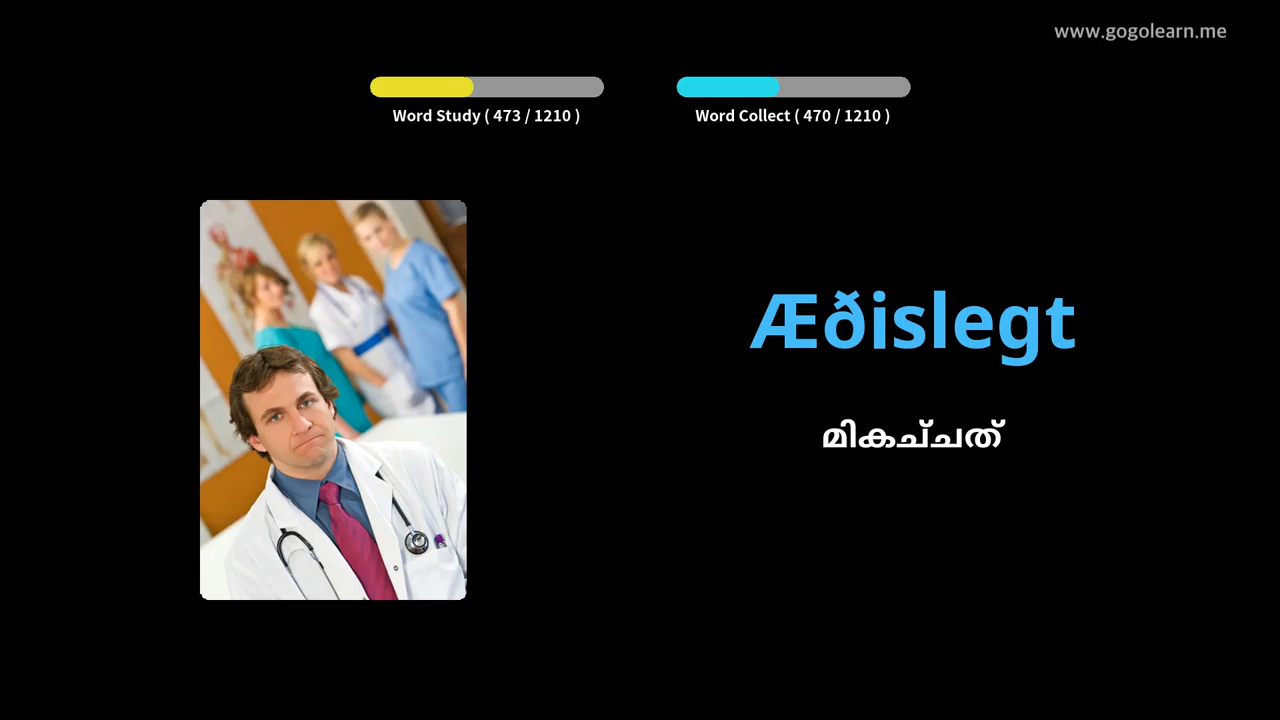 www.gogolearn.me
Word Study ( 473 / 1210 )
Word Collect ( 470 / 1210 )
Æðislegt
മികച്ചത്